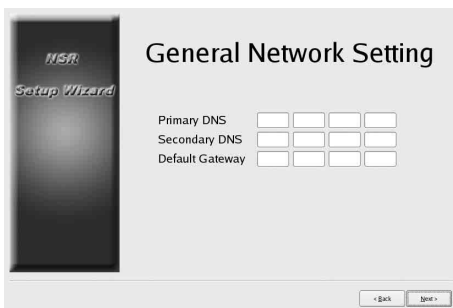 NSR
Setup Wizard
General Network Setting
Primary DNS
Secondary DNS
Default Gateway
< Back
Next >